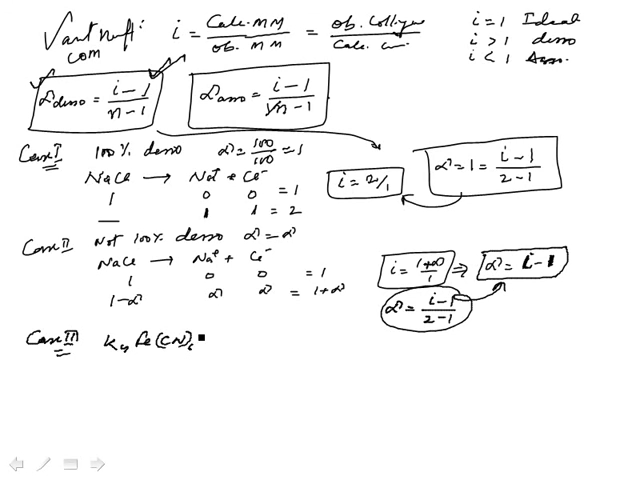 Vant Hoff: i = Calc. MM / ob. MM = ob. Collique / Calc.
i = 1 Ideal
i > 1 disso
i < 1 Asso.
α disso = i-1 / n-1
α asso = i-1 / 1/n -1
Case I 100% disso α = 100/100 = 1
NaCl → Na+ + Cl-
1 0 0 = 1
1 1 = 2
i = 2/1
α = 1 = i-1 / 2-1
Case II Not 100% disso α = α
NaCl → Na+ + Cl-
1 0 0 = 1
1-α α α = 1+α
i = 1+α / 1 ⇒ α = i-1
α = i-1 / 2-1
Case III K4 Fe(CN)6